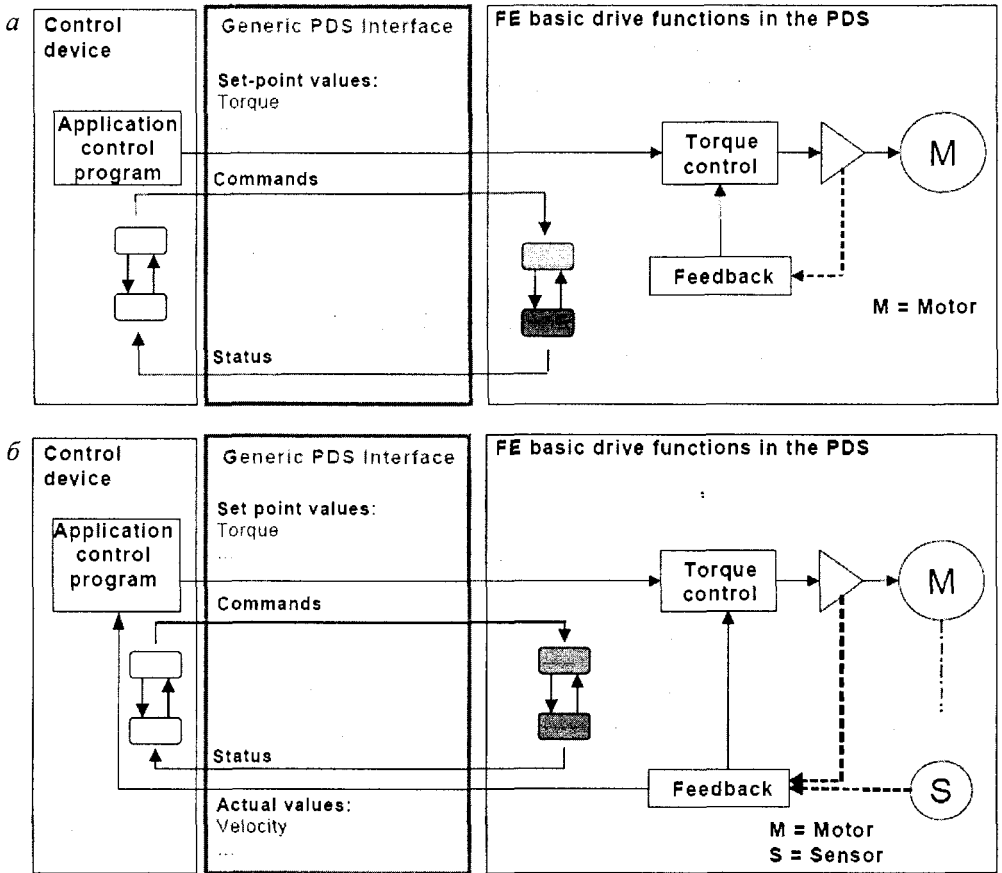 а
Control
device
Generic PDS Interface
FE basic drive functions in the PDS
Set-point values:
Torque
...
Application
control
program
Torque
control
M
Commands
Feedback
M = Motor
Status
б
Control
device
Generic PDS Interface
FE basic drive functions in the PDS
Set point values:
Torque
...
Application
control
program
Torque
control
M
Commands
Status
Feedback
S
Actual values:
Velocity
...
M = Motor
S = Sensor